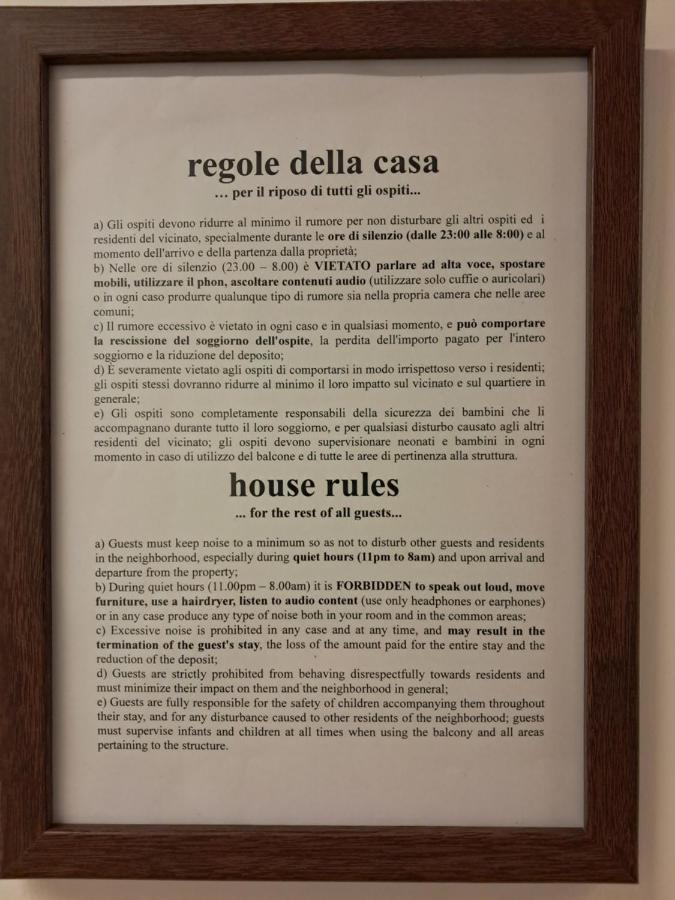 regole della casa
... per il riposo di tutti gli ospiti...
a) Gli ospiti devono ridurre al minimo il rumore per non disturbare gli altri ospiti ed i
residenti del vicinato, specialmente durante le ore di silenzio (dalle 23:00 alle 8:00) e al
momento dell'arrivo e della partenza dalla proprietà;
b) Nelle ore di silenzio (23.00 – 8.00) è VIETATO parlare ad alta voce, spostare
mobili, utilizzare il phon, ascoltare contenuti audio (utilizzare solo cuffie o auricolari)
o in ogni caso produrre qualunque tipo di rumore sia nella propria camera che nelle aree
comuni;
c) Il rumore eccessivo è vietato in ogni caso e in qualsiasi momento, e può comportare
la rescissione del soggiorno dell'ospite, la perdita dell'importo pagato per l'intero
soggiorno e la riduzione del deposito;
d) È severamente vietato agli ospiti di comportarsi in modo irrispettoso verso i residenti;
gli ospiti stessi dovranno ridurre al minimo il loro impatto sul vicinato e sul quartiere in
generale;
e) Gli ospiti sono completamente responsabili della sicurezza dei bambini che li
accompagnano durante tutto il loro soggiorno, e per qualsiasi disturbo causato agli altri
residenti del vicinato; gli ospiti devono supervisionare neonati e bambini in ogni
momento in caso di utilizzo del balcone e di tutte le aree di pertinenza alla struttura.
house rules
... for the rest of all guests...
a) Guests must keep noise to a minimum so as not to disturb other guests and residents
in the neighborhood, especially during quiet hours (11pm to 8am) and upon arrival and
departure from the property;
b) During quiet hours (11.00pm – 8.00am) it is FORBIDDEN to speak out loud, move
furniture, use a hairdryer, listen to audio content (use only headphones or earphones)
or in any case produce any type of noise both in your room and in the common areas;
c) Excessive noise is prohibited in any case and at any time, and may result in the
termination of the guest's stay, the loss of the amount paid for the entire stay and the
reduction of the deposit;
d) Guests are strictly prohibited from behaving disrespectfully towards residents and
must minimize their impact on them and the neighborhood in general;
e) Guests are fully responsible for the safety of children accompanying them throughout
their stay, and for any disturbance caused to other residents of the neighborhood; guests
must supervise infants and children at all times when using the balcony and all areas
pertaining to the structure.